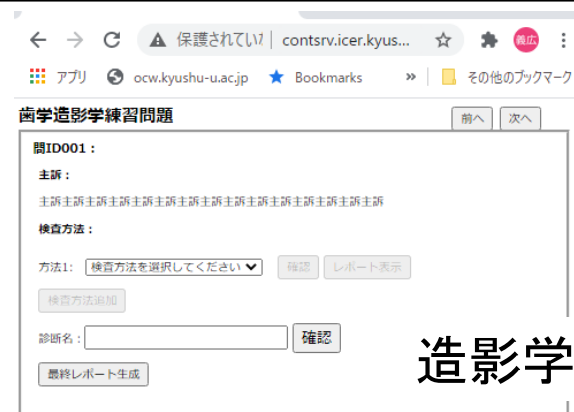 保護されてい | contsrv.icer.kyus... 義広
アプリ ocw.kyushu-u.ac.jp Bookmarks » その他のブックマーク
歯学造影学練習問題 前へ 次へ
問ID001：
主訴：
主訴主訴主訴主訴主訴主訴主訴主訴主訴主訴主訴主訴主訴主訴主訴
検査方法：
方法1: 検査方法を選択してください 確認 レポート表示
検査方法追加
診断名： 確認
造影学
最終レポート生成